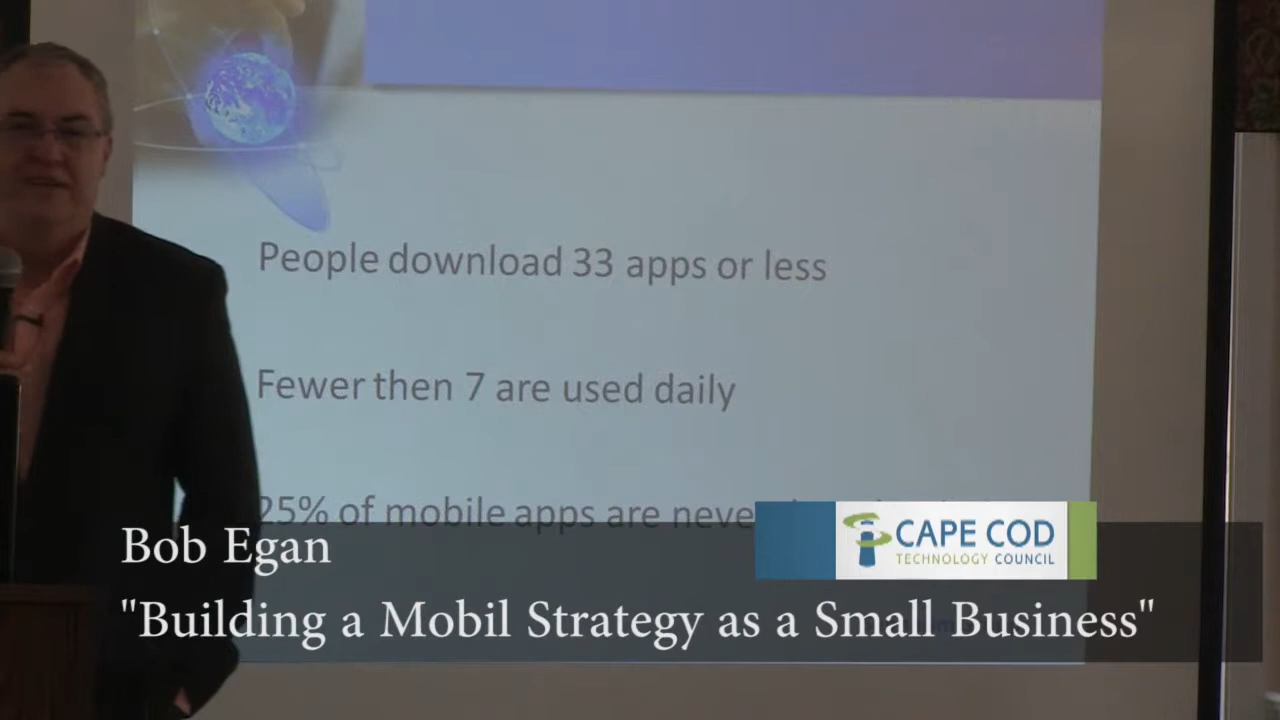 People download 33 apps or less
Fewer then 7 are used daily
25% of mobile apps are neve
Bob Egan
CAPE COD
TECHNOLOGY COUNCIL
"Building a Mobil Strategy as a Small Business"